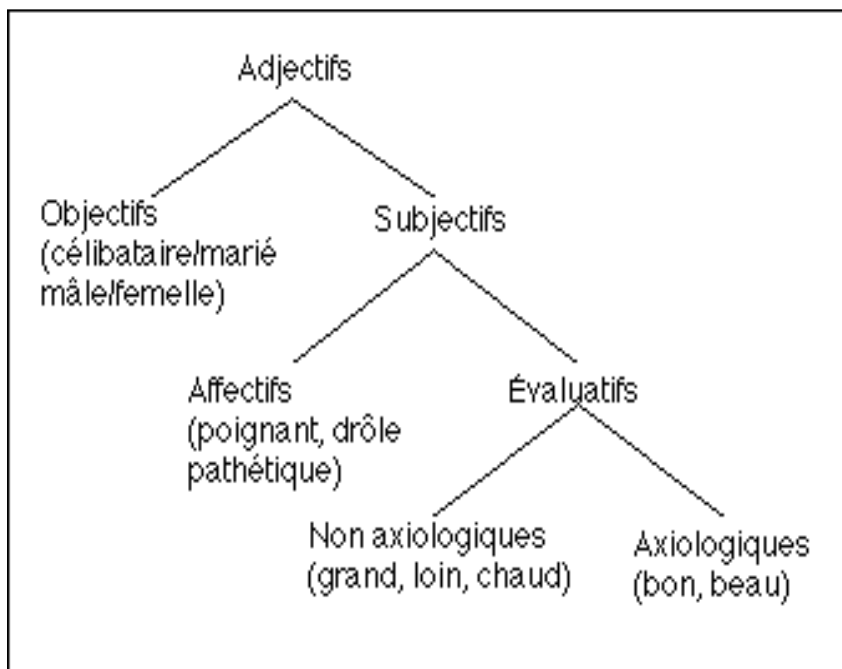 Adjectifs
Objectifs
(célibataire/marié
mâle/femelle)
Subjectifs
Affectifs
(poignant, drôle
pathétique)
Évaluatifs
Non axiologiques
(grand, loin, chaud)
Axiologiques
(bon, beau)